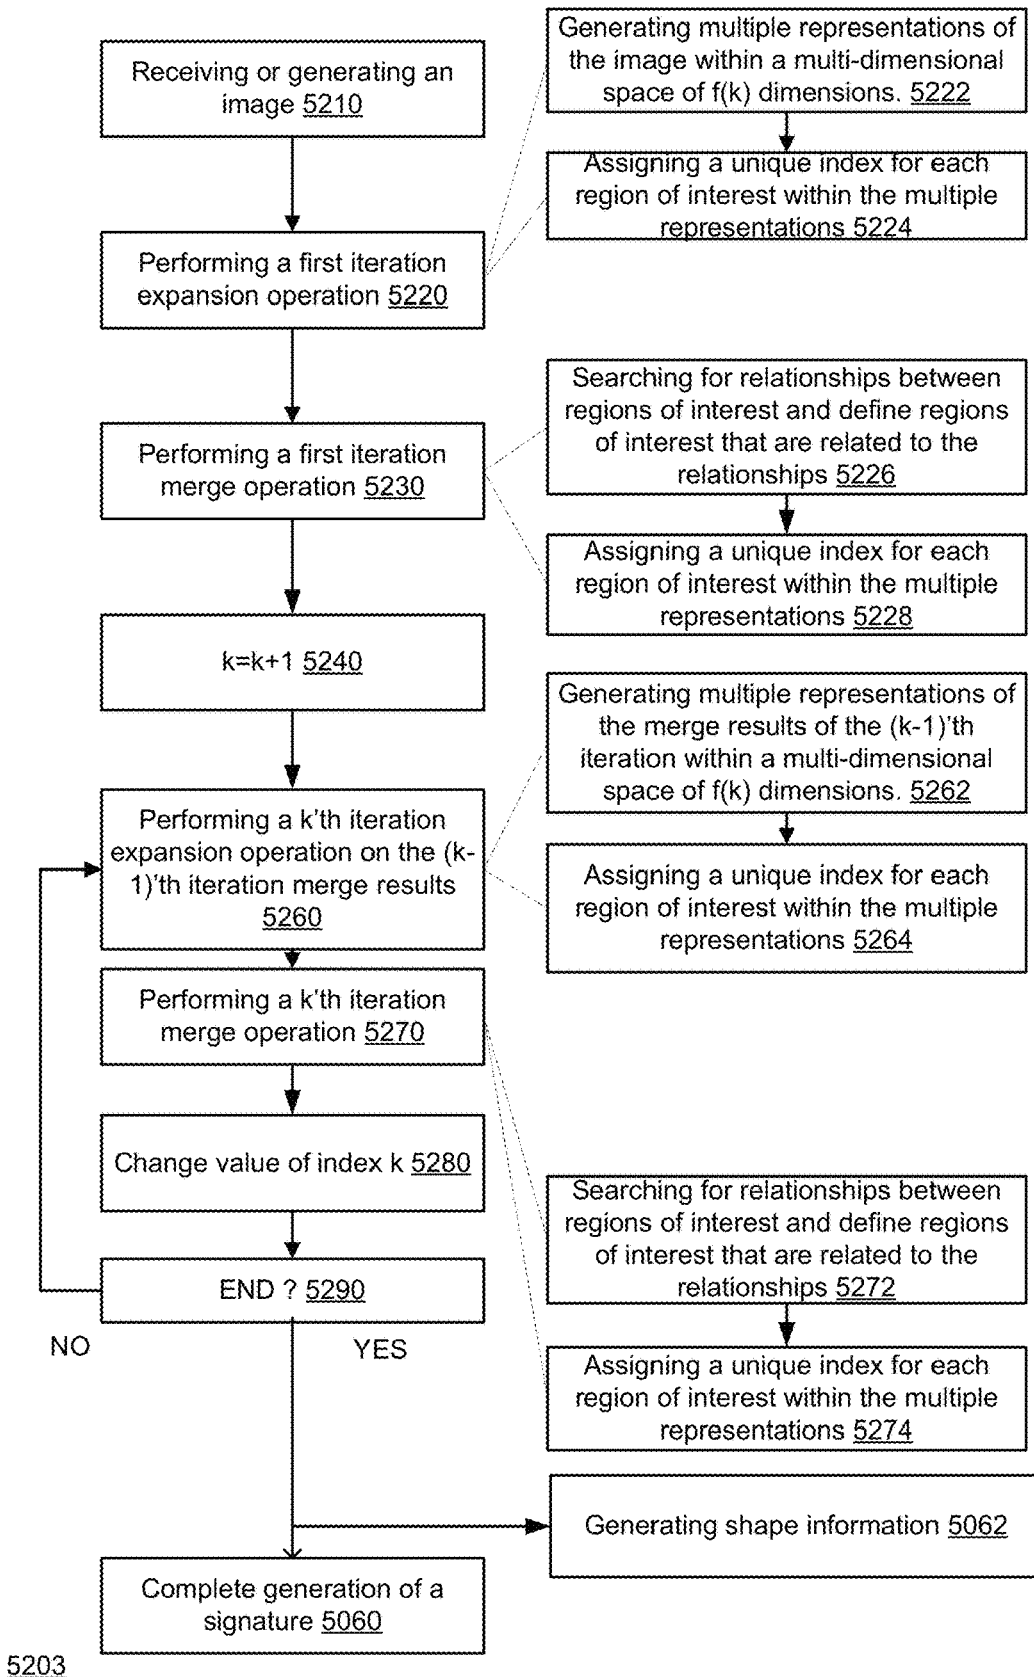 Receiving or generating an
image 5210
Generating multiple representations of
the image within a multi-dimensional
space of f(k) dimensions. 5222
Assigning a unique index for each
region of interest within the multiple
representations 5224
Performing a first iteration
expansion operation 5220
Searching for relationships between
regions of interest and define regions
of interest that are related to the
relationships 5226
Performing a first iteration
merge operation 5230
Assigning a unique index for each
region of interest within the multiple
representations 5228
k=k+1 5240
Generating multiple representations of
the merge results of the (k-1)'th
iteration within a multi-dimensional
space of f(k) dimensions. 5262
Performing a k'th iteration
expansion operation on the (k-
1)'th iteration merge results
5260
Assigning a unique index for each
region of interest within the multiple
representations 5264
Performing a k'th iteration
merge operation 5270
Change value of index k 5280
Searching for relationships between
regions of interest and define regions
of interest that are related to the
relationships 5272
END ? 5290
NO
YES
Assigning a unique index for each
region of interest within the multiple
representations 5274
Generating shape information 5062
Complete generation of a
signature 5060
5203